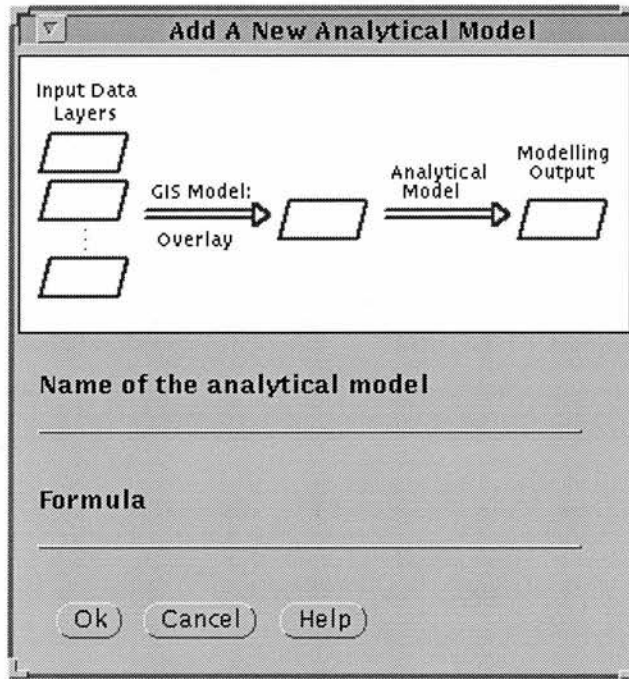 Add A New Analytical Model
Input Data
Layers
GIS Model:
Overlay
Analytical
Model
Modelling
Output
Name of the analytical model
Formula
Ok
Cancel
Help